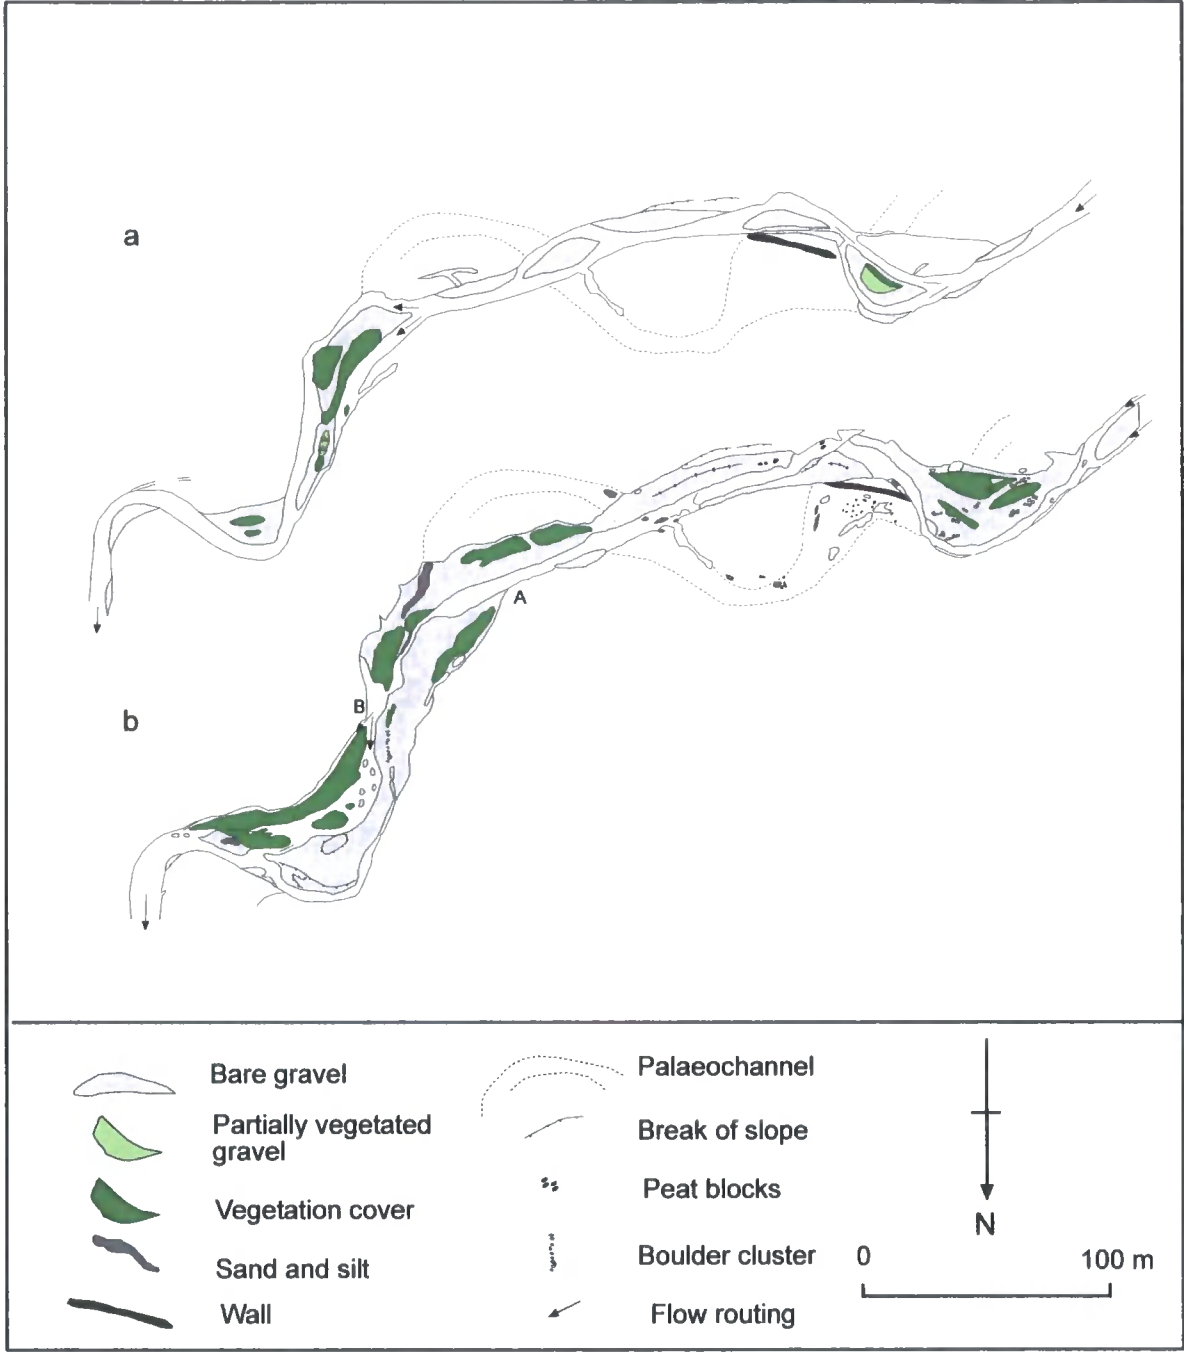 a
A
B
b
Bare gravel
Partially vegetated
gravel
Vegetation cover
Sand and silt
Wall
Palaeochannel
Break of slope
Peat blocks
Boulder cluster
Flow routing
N
0 100 m